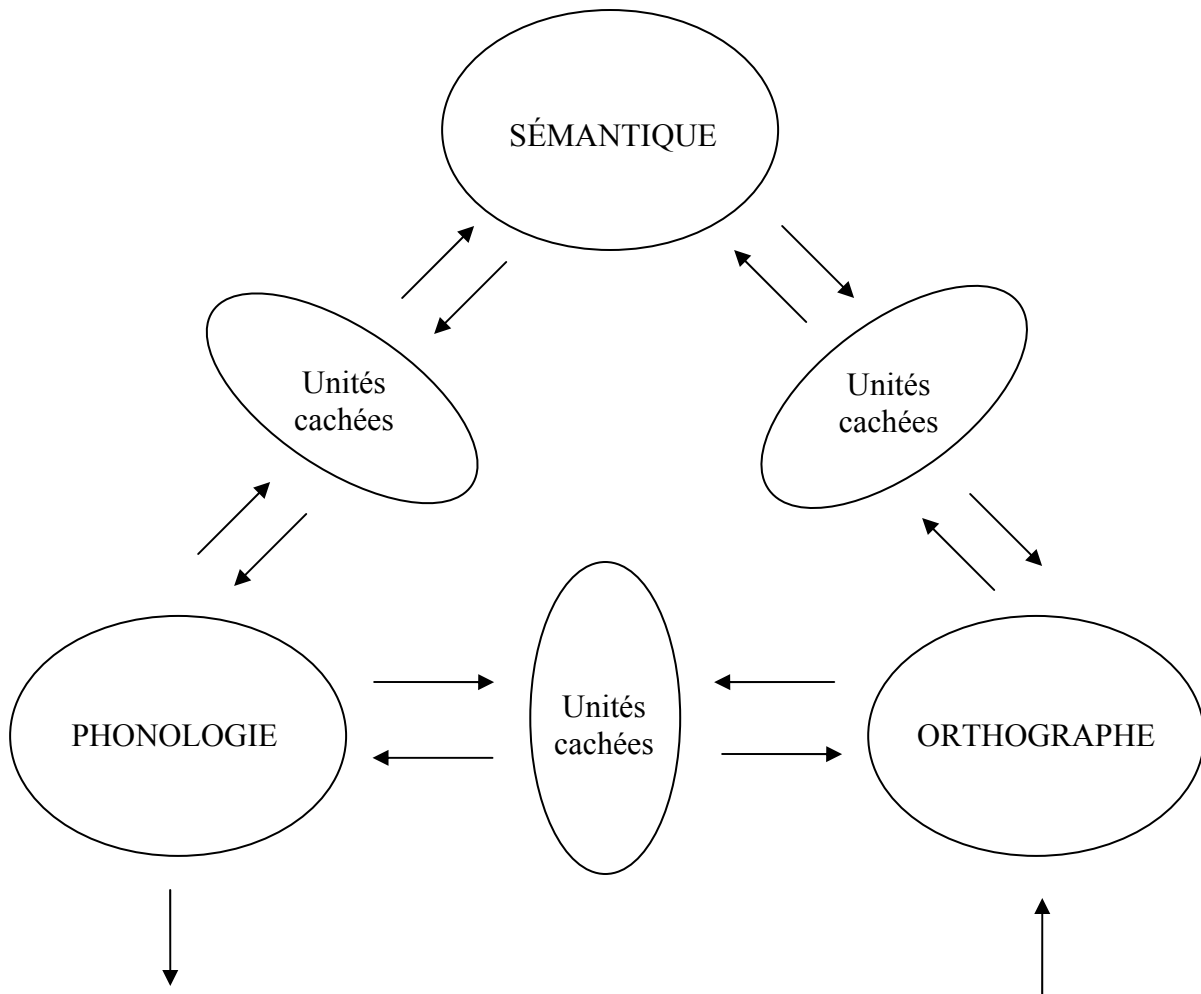 SÉMANTIQUE
Unités
cachées
Unités
cachées
PHONOLOGIE
Unités
cachées
ORTHOGRAPHE